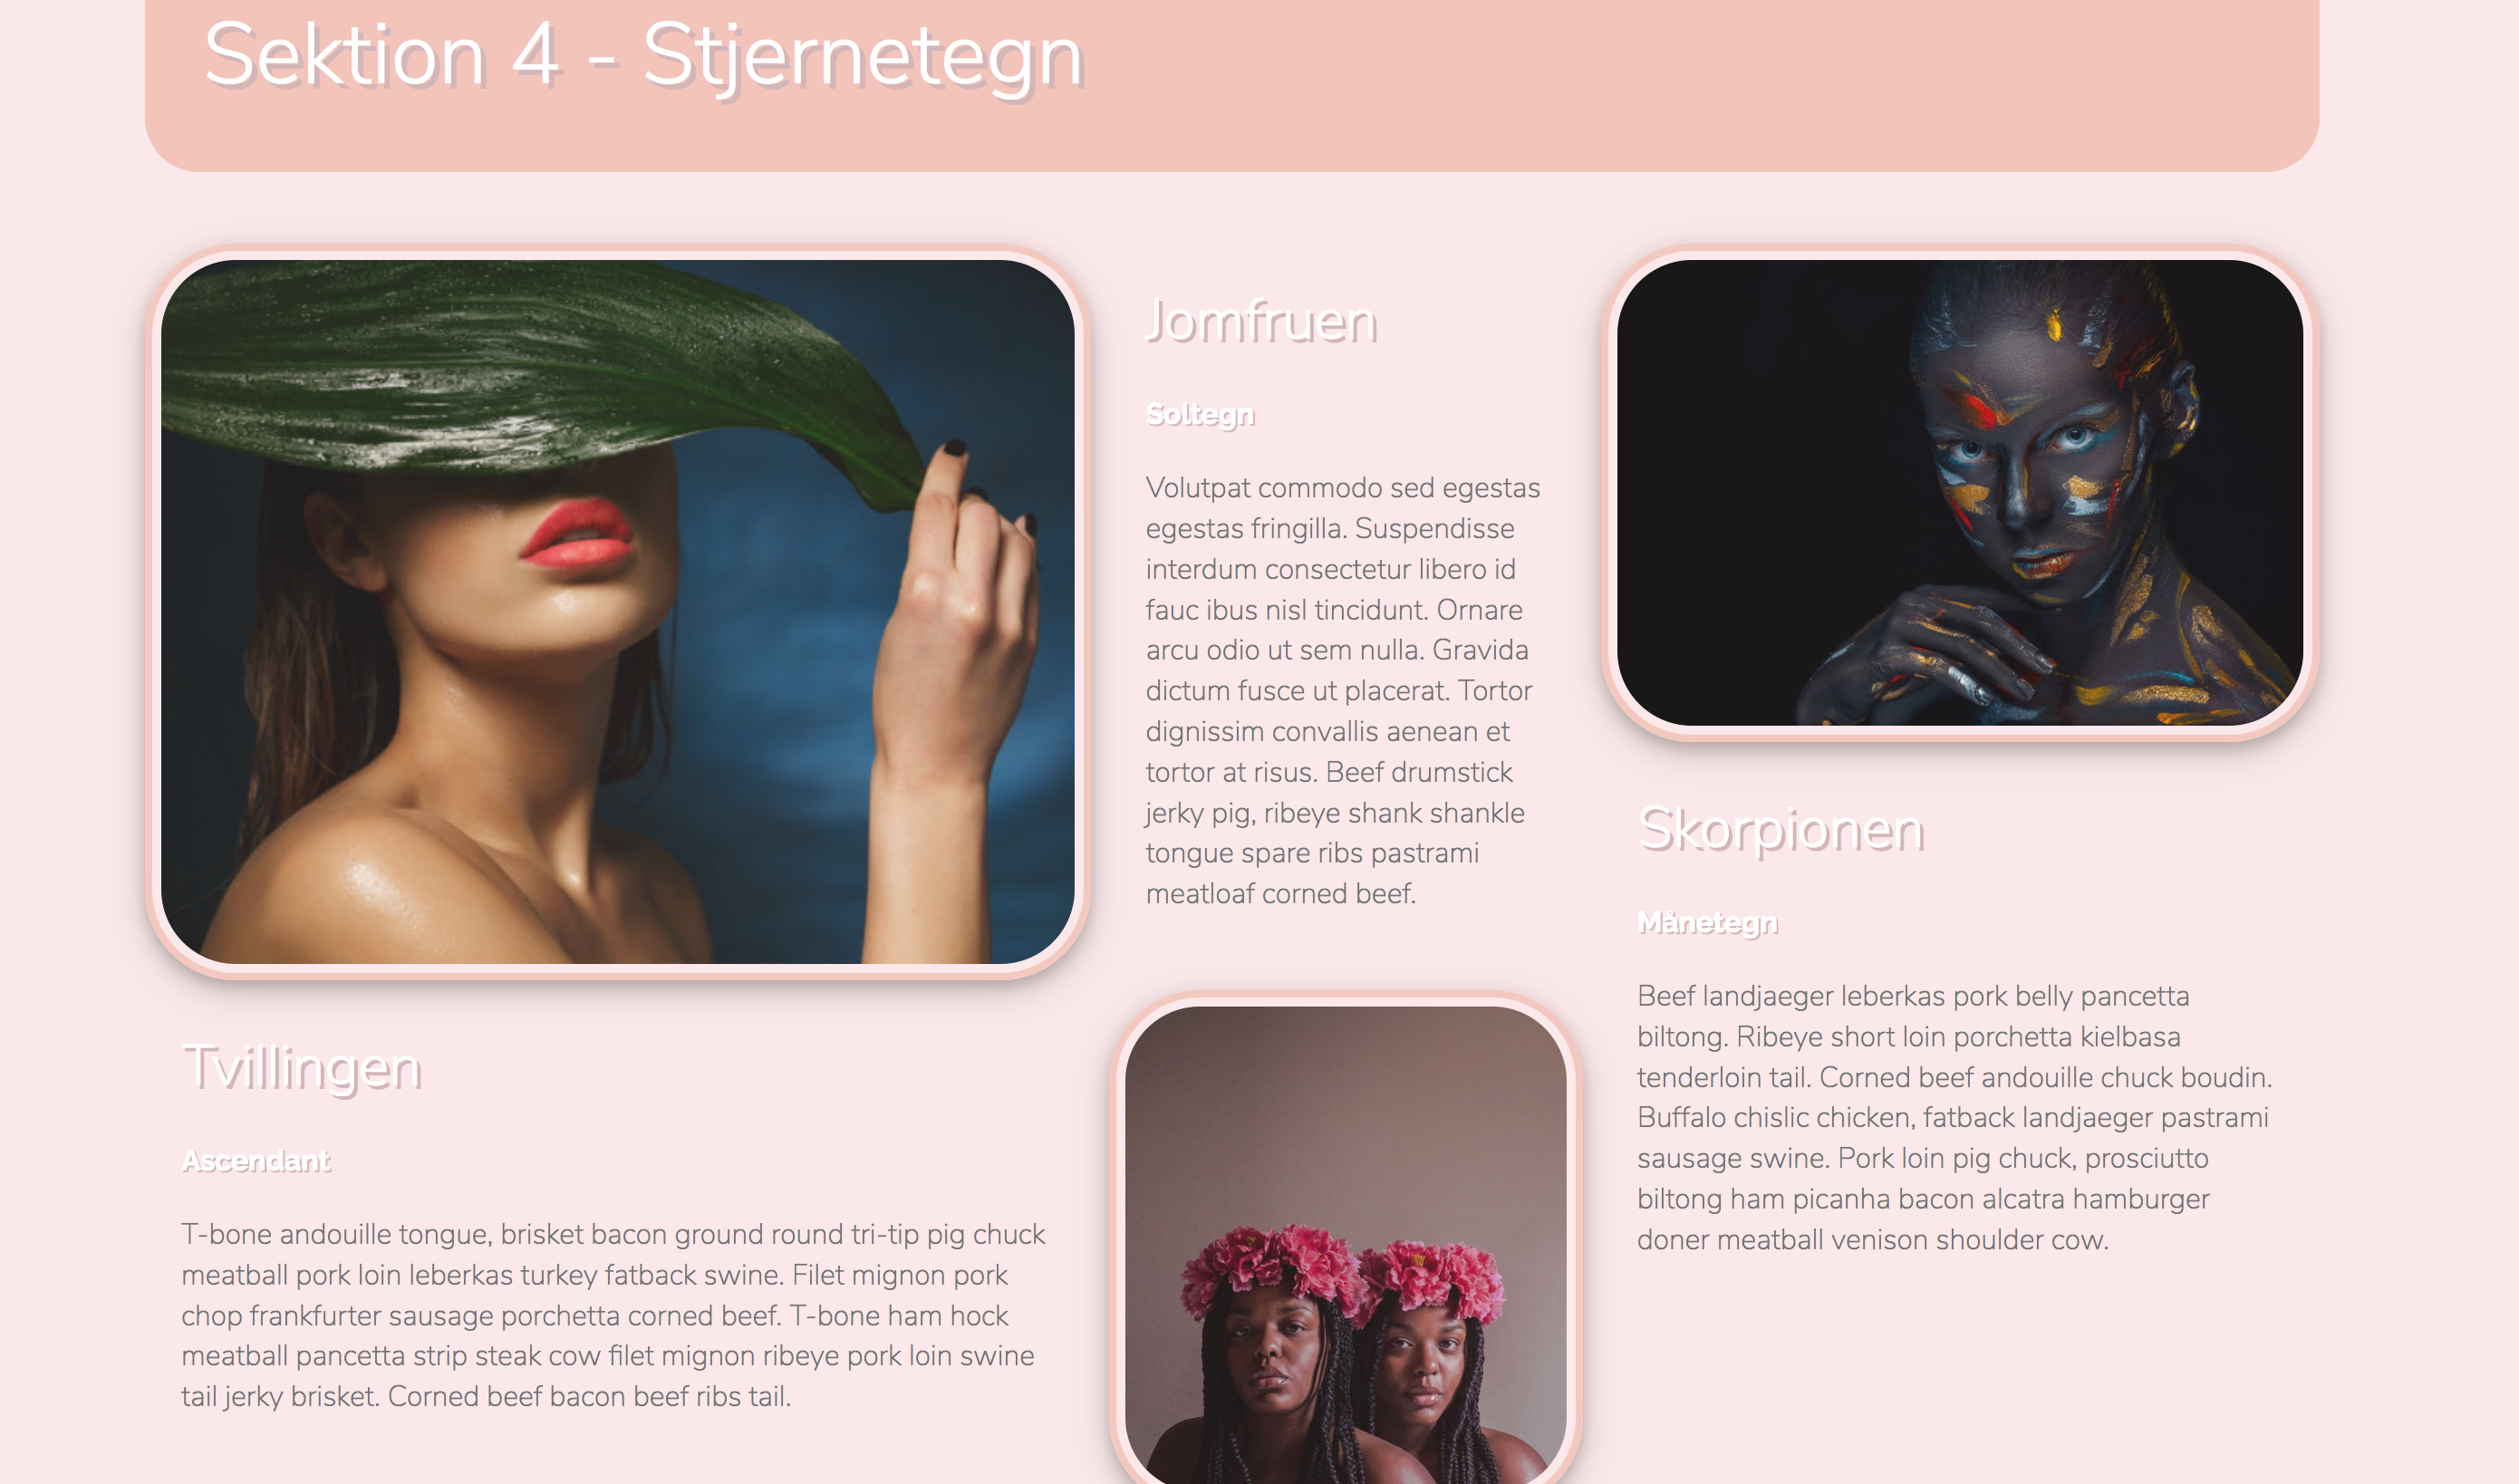 Sektion 4 - Stjernetegn
Jomfruen
Soltegn
Volutpat commodo sed egestas
egestas fringilla. Suspendisse
interdum consectetur libero id
fauc ibus nisl tincidunt. Ornare
arcu odio ut sem nulla. Gravida
dictum fusce ut placerat. Tortor
dignissim convallis aenean et
tortor at risus. Beef drumstick
jerky pig, ribeye shank shankle
tongue spare ribs pastrami
meatloaf corned beef.
Skorpionen
Månetegn
Beef landjaeger leberkas pork belly pancetta
biltong. Ribeye short loin porchetta kielbasa
tenderloin tail. Corned beef andouille chuck boudin.
Buffalo chislic chicken, fatback landjaeger pastrami
sausage swine. Pork loin pig chuck, prosciutto
biltong ham picanha bacon alcatra hamburger
doner meatball venison shoulder cow.
Tvillingen
Ascendant
T-bone andouille tongue, brisket bacon ground round tri-tip pig chuck
meatball pork loin leberkas turkey fatback swine. Filet mignon pork
chop frankfurter sausage porchetta corned beef. T-bone ham hock
meatball pancetta strip steak cow filet mignon ribeye pork loin swine
tail jerky brisket. Corned beef bacon beef ribs tail.